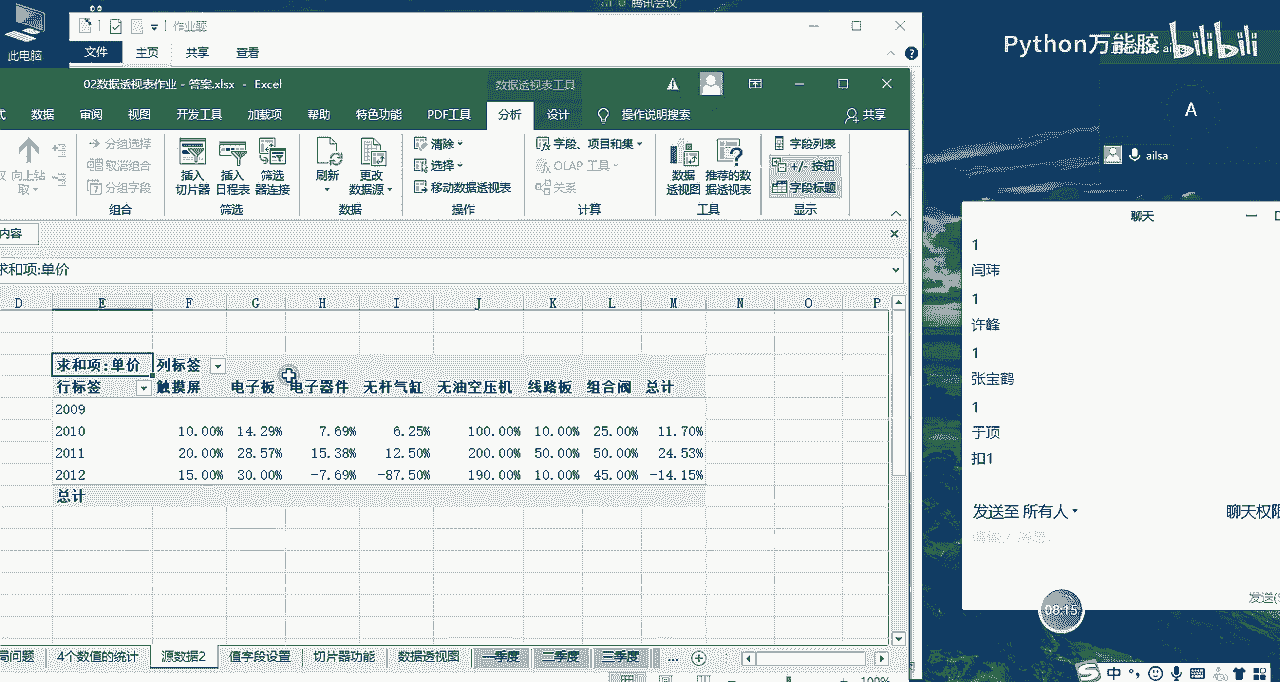 腾讯会议
此电脑
作业题
文件 主页 共享 查看
Python万能胶 bilibili
02数据透视表作业 - 答案.xlsx - Excel
数据透视表工具
数据 审阅 视图 开发工具 加载项 帮助 特色功能 PDF工具 分析 设计 操作说明搜索 共享
向上钻取 分组选择 取消组合 分组字段 组合
插入切片器 插入日程表 筛选器连接 筛选
刷新 更改数据源 数据
清除 选择 移动数据透视表 操作
字段、项目和集 OLAP 工具 关系 计算
数据透视图 推荐的数据透视表 工具
字段列表 +/- 按钮 字段标题 显示
A
ailsa
内容
求和项:单价
D E F G H I J K L M N O P
求和项:单价 列标签
行标签 触摸屏 电子板 电子器件 无杆气缸 无油空压机 线路板 组合阀 总计
2009
2010 10.00% 14.29% 7.69% 6.25% 100.00% 10.00% 25.00% 11.70%
2011 20.00% 28.57% 15.38% 12.50% 200.00% 50.00% 50.00% 24.53%
2012 15.00% 30.00% -7.69% -87.50% 190.00% 10.00% 45.00% -14.15%
总计
局问题 4个数值的统计 源数据2 值字段设置 切片器功能 数据透视图 一季度 二季度 三季度 ...
100%
聊天
1
闫玮
1
许峰
1
张宝鹤
1
于顶
扣1
发送至 所有人
聊天权限
08:15
发送(S
中